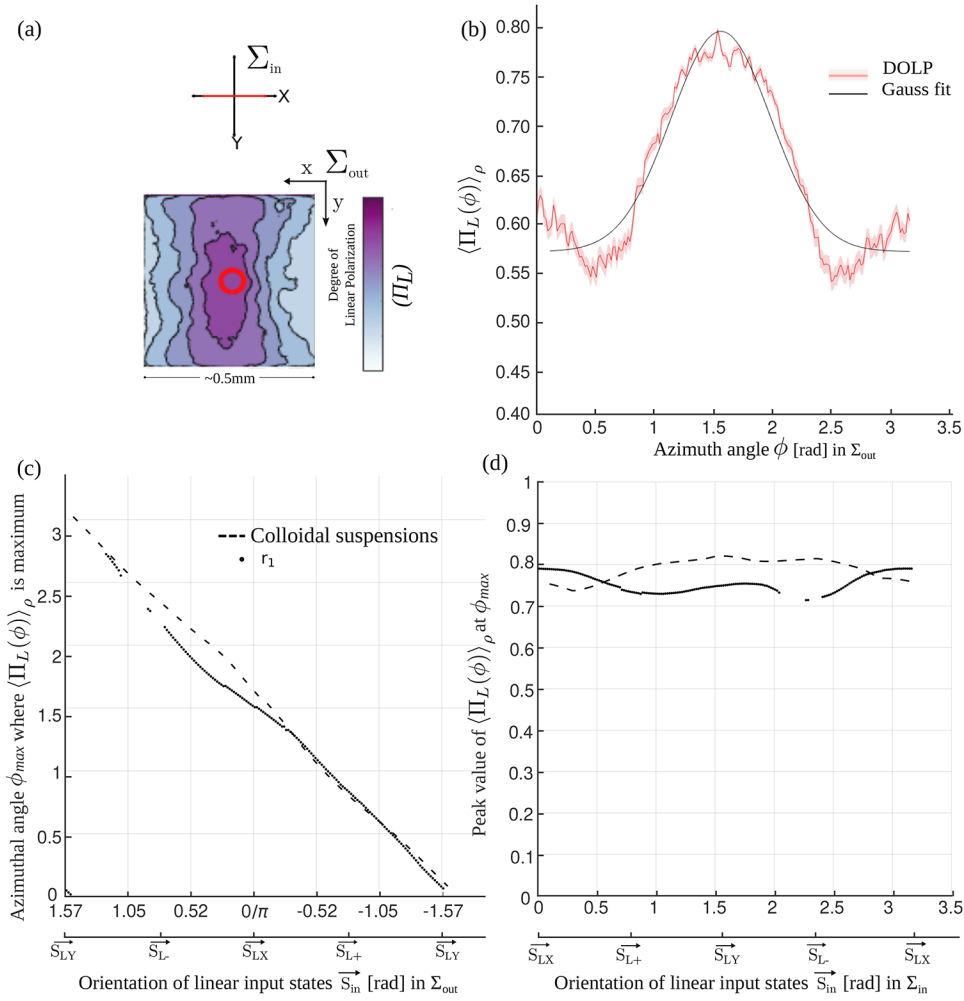 (a)
Σin
X
Y
x Σout
y
Degree of
Linear Polarization
(ΠL)
~0.5mm
(b)
0.80
0.75
0.70
0.65
0.60
0.55
0.50
0.45
0.40
⟨ΠL(ϕ)⟩ρ
DOLP
Gauss fit
0 0.5 1 1.5 2 2.5 3 3.5
Azimuth angle ϕ [rad] in Σout
(c)
3
2.5
2
1.5
1
0.5
0
Azimuthal angle ϕmax where ⟨ΠL(ϕ)⟩ρ is maximum
Colloidal suspensions
r1
1.57 1.05 0.52 0/π -0.52 -1.05 -1.57
SLY SL- SLX SL+ SLY
Orientation of linear input states Sin [rad] in Σout
(d)
1
0.9
0.8
0.7
0.6
0.5
0.4
0.3
0.2
0.1
0
Peak value of ⟨ΠL(ϕ)⟩ρ at ϕmax
0 0.5 1 1.5 2 2.5 3 3.5
SLX SL+ SLY SL- SLX
Orientation of linear input states Sin [rad] in Σin